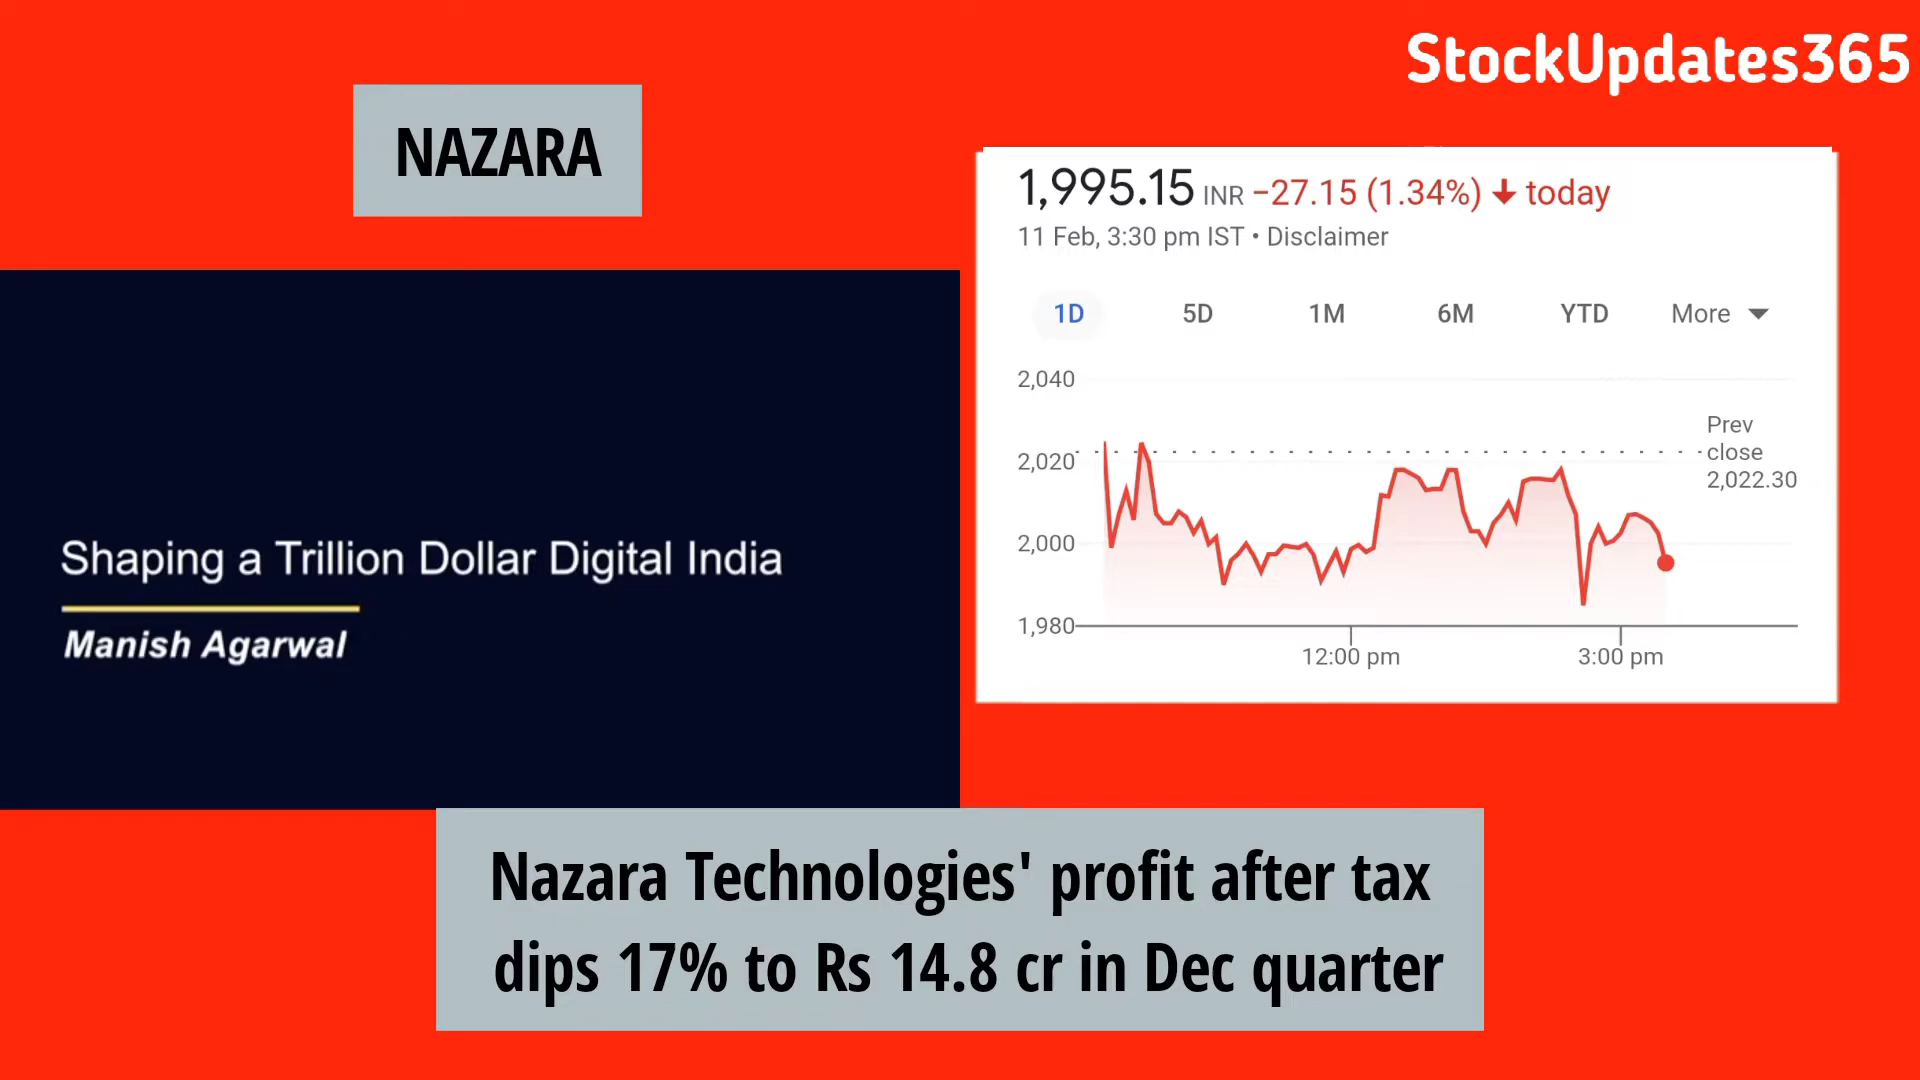 StockUpdates365
NAZARA
1,995.15 INR −27.15 (1.34%) ↓ today
11 Feb, 3:30 pm IST • Disclaimer
1D 5D 1M 6M YTD More
2,040
2,020
2,000
1,980
Prev
close
2,022.30
12:00 pm 3:00 pm
Shaping a Trillion Dollar Digital India
Manish Agarwal
Nazara Technologies' profit after tax
dips 17% to Rs 14.8 cr in Dec quarter